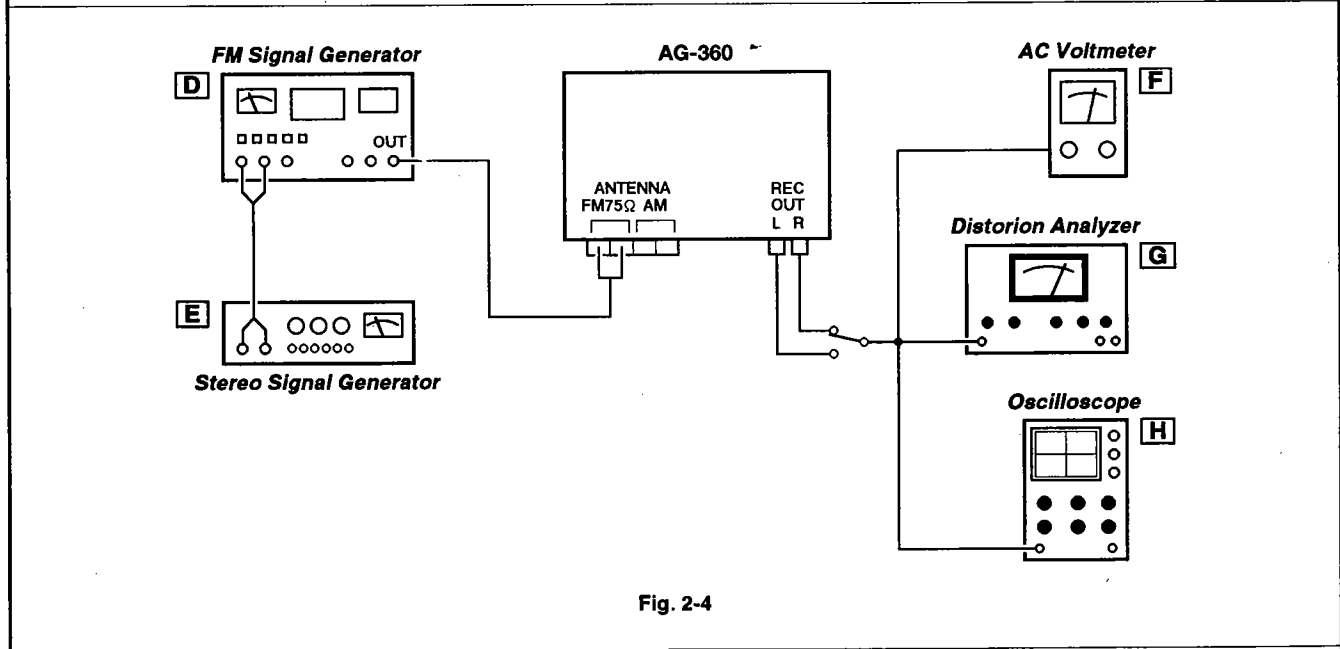 FM Signal Generator
D
OUT
E
Stereo Signal Generator
AG-360
ANTENNA
FM75Ω AM
REC
OUT
L R
AC Voltmeter
F
Distorion Analyzer
G
Oscilloscope
H
Fig. 2-4